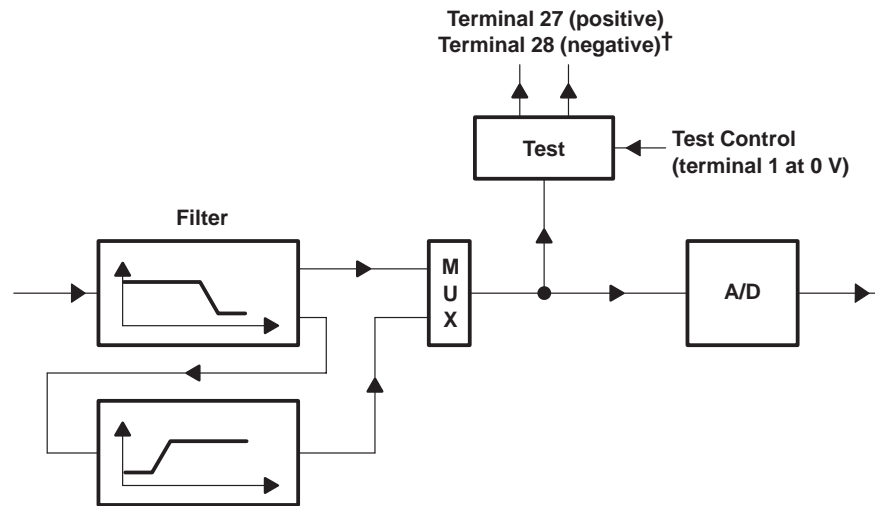 Terminal 27 (positive)
Terminal 28 (negative)†
Test
Test Control
(terminal 1 at 0 V)
Filter
M
U
X
A/D